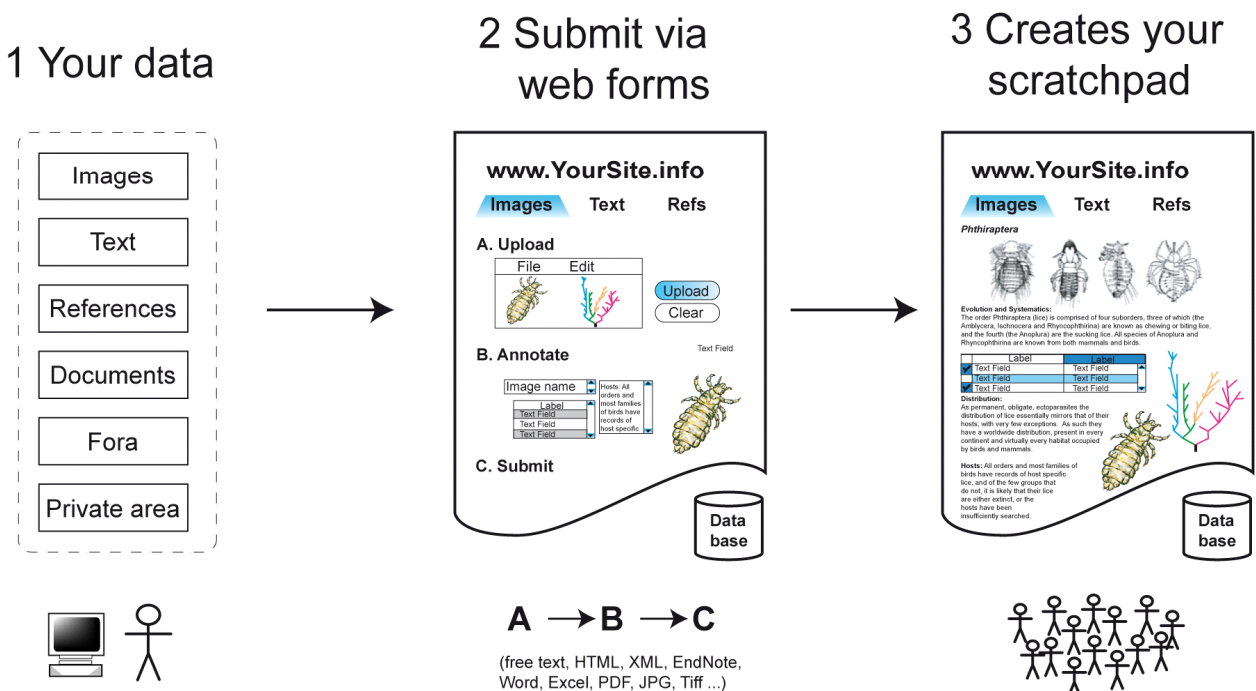 1 Your data
Images
Text
References
Documents
Fora
Private area
2 Submit via
web forms
www.YourSite.info
Images Text Refs
A. Upload
File Edit
Upload
Clear
B. Annotate
Text Field
Image name
Label
Text Field
Text Field
Text Field
Hosts: All
orders and
most families
of birds have
records of
host specific
C. Submit
Data
base
A → B → C
(free text, HTML, XML, EndNote,
Word, Excel, PDF, JPG, Tiff ...)
3 Creates your
scratchpad
www.YourSite.info
Images Text Refs
Phthiraptera
Evolution and Systematics:
The order Phthiraptera (lice) is comprised of four suborders, three of which (the
Amblycera, Ischnocera and Rhyncophthirina) are known as chewing or biting lice,
and the fourth (the Anoplura) are the sucking lice. All species of Anoplura and
Rhyncophthirina are known from both mammals and birds.
Label Label
Text Field Text Field
Text Field Text Field
Text Field Text Field
Distribution:
As permanent, obligate, ectoparasites the
distribution of lice essentially mirrors that of their
hosts, with very few exceptions. As such they
have a worldwide distribution, present in every
continent and virtually every habitat occupied
by birds and mammals.
Hosts: All orders and most families of
birds have records of host specific
lice, and of the few groups that
do not, it is likely that their lice
are either extinct, or the
hosts have been
insufficiently searched.
Data
base